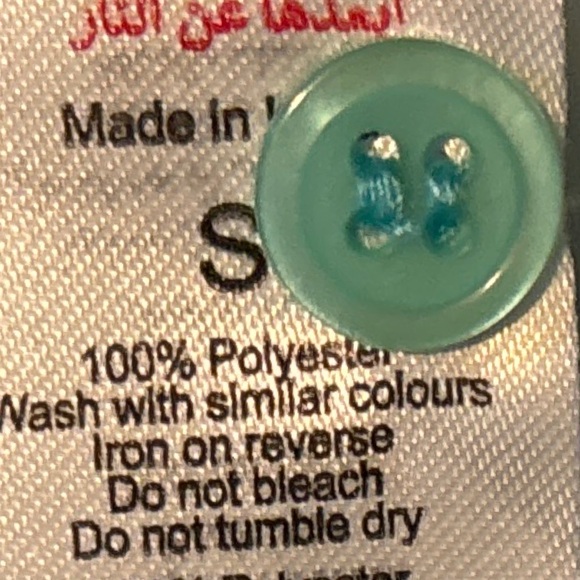 أبعدها عن النار
Made in
S
100% Polyester
Wash with similar colours
Iron on reverse
Do not bleach
Do not tumble dry